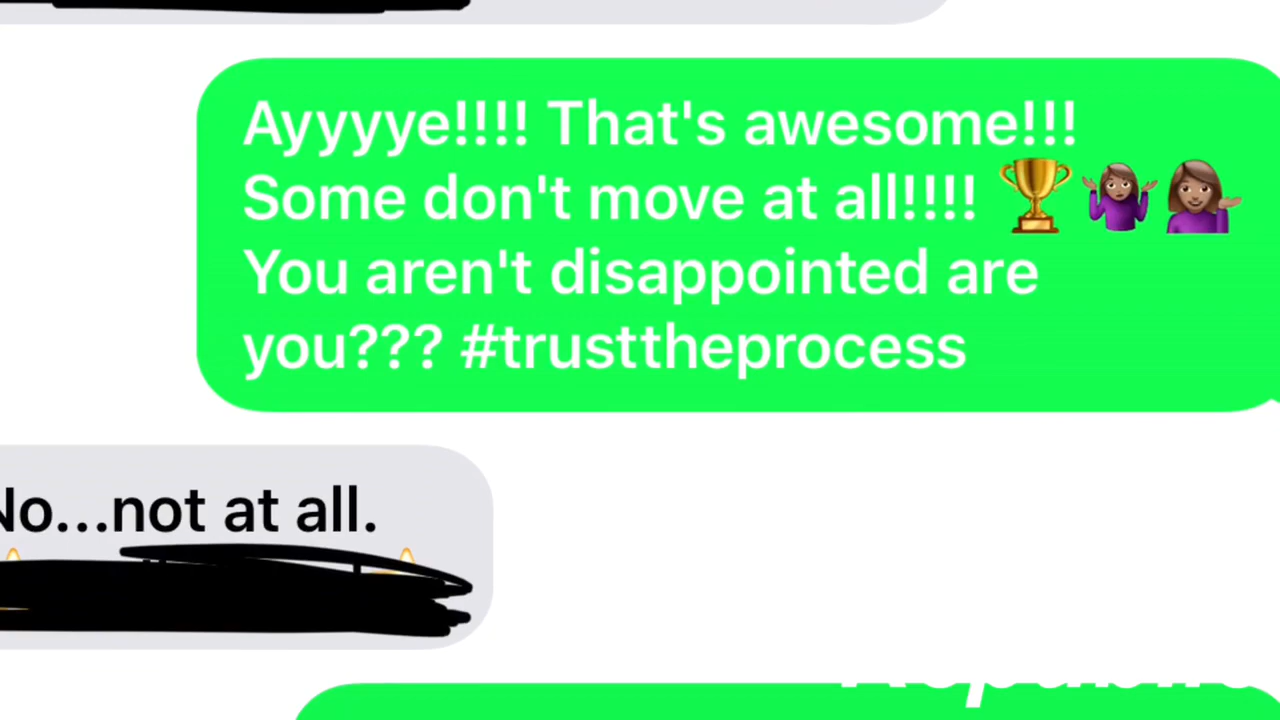 Ayyyye!!!! That's awesome!!!
Some don't move at all!!!! 🏆🤷🏽‍♀️💁🏽‍♀️
You aren't disappointed are
you??? #trusttheprocess
No...not at all.